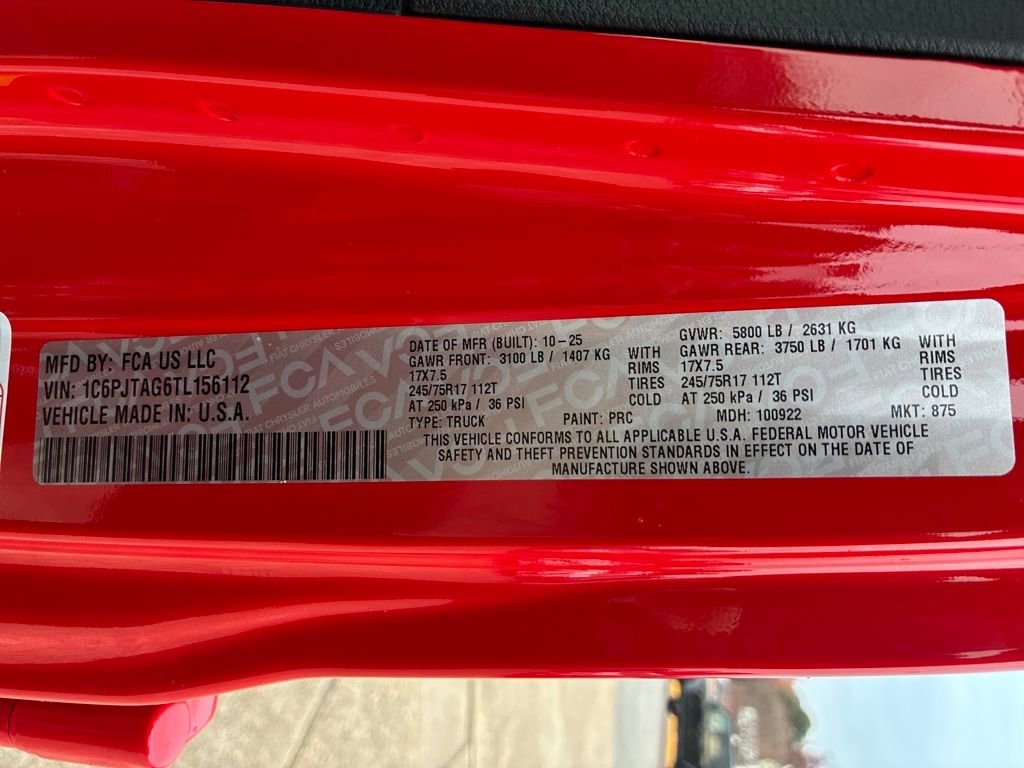 MFD BY: FCA US LLC
VIN: 1C6PJTAG6TL156112
VEHICLE MADE IN: U.S.A.
DATE OF MFR (BUILT): 10-25
GAWR FRONT: 3100 LB / 1407 KG WITH
17X7.5 RIMS
245/75R17 112T TIRES
AT 250 kPa / 36 PSI COLD
GVWR: 5800 LB / 2631 KG
GAWR REAR: 3750 LB / 1701 KG WITH
17X7.5 RIMS
245/75R17 112T TIRES
AT 250 kPa / 36 PSI COLD
TYPE: TRUCK PAINT: PRC MDH: 100922 MKT: 875
THIS VEHICLE CONFORMS TO ALL APPLICABLE U.S.A. FEDERAL MOTOR VEHICLE
SAFETY AND THEFT PREVENTION STANDARDS IN EFFECT ON THE DATE OF
MANUFACTURE SHOWN ABOVE.